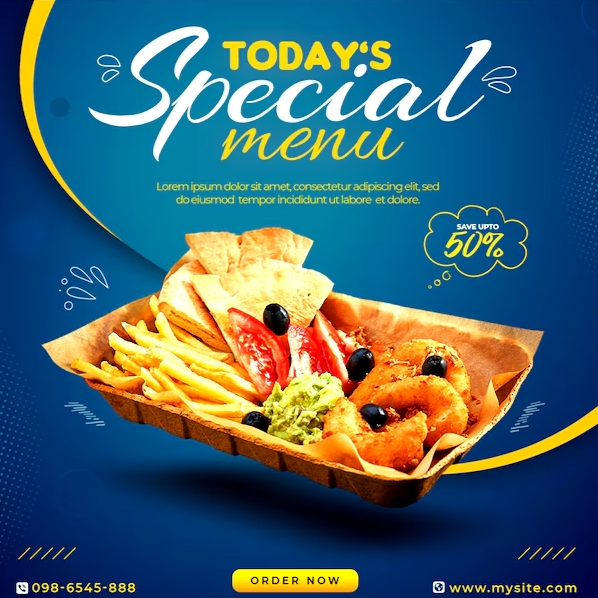 TODAY'S
Special
menu
Lorem ipsum dolor sit amet, consectetur adipiscing elit, sed
do eiusmod tempor incididunt ut labore et dolore.
SAVE UPTO
50%
098-6545-888
ORDER NOW
www.mysite.com